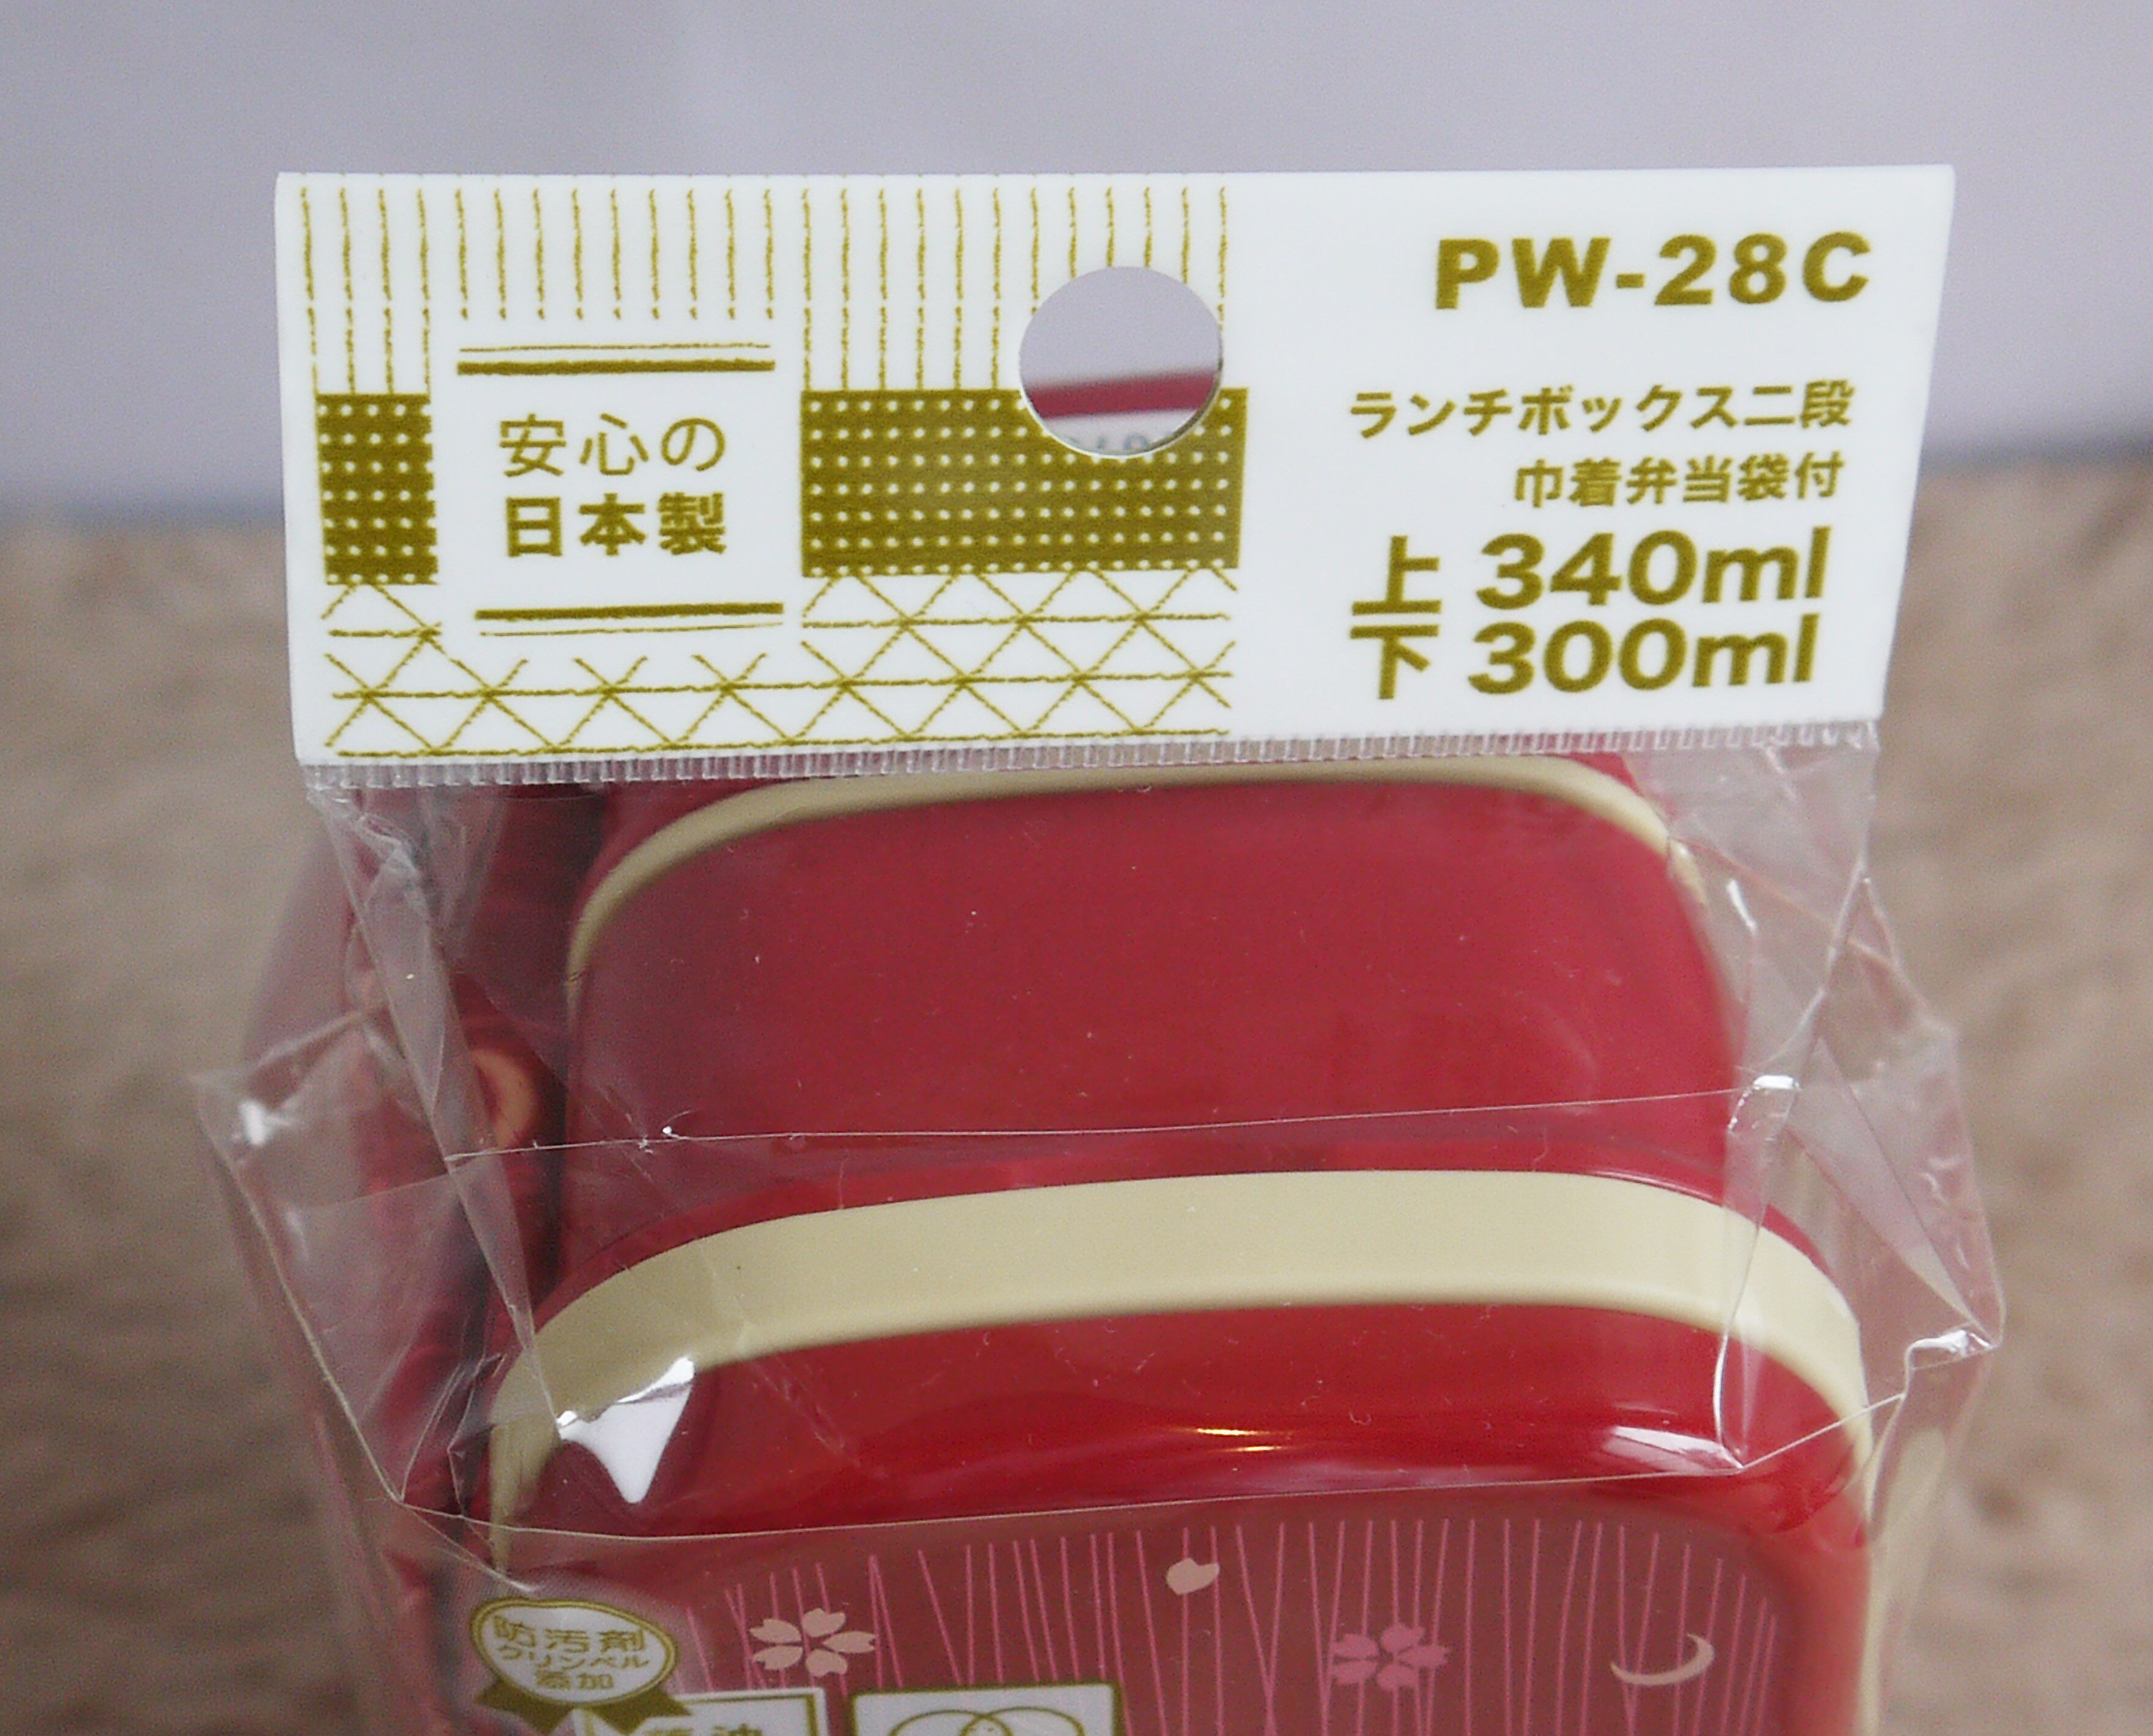 安心の
日本製
PW-28C
ランチボックス二段
巾着弁当袋付
上 340ml
下 300ml
防汚剤
クリンベル
添加